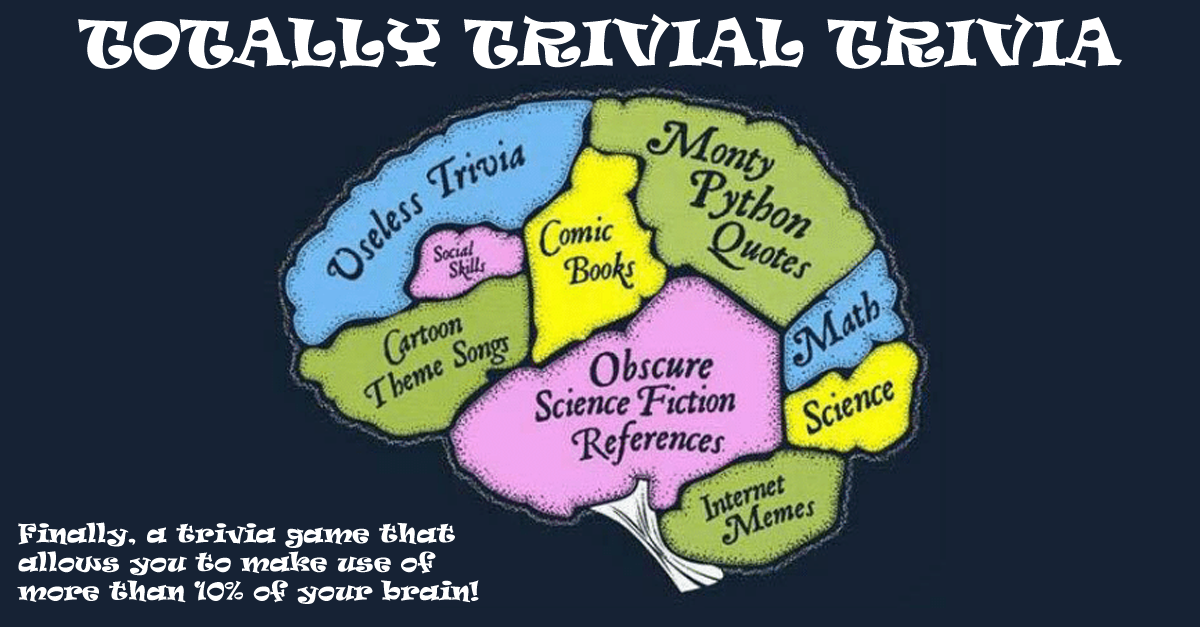 TOTALLY TRIVIAL TRIVIA
Useless Trivia
Monty
Python
Quotes
Comic
Books
Social
Skills
Cartoon
Theme Songs
Math
Obscure
Science Fiction
References
Science
Internet
Memes
Finally, a trivia game that
allows you to make use of
more than 10% of your brain!